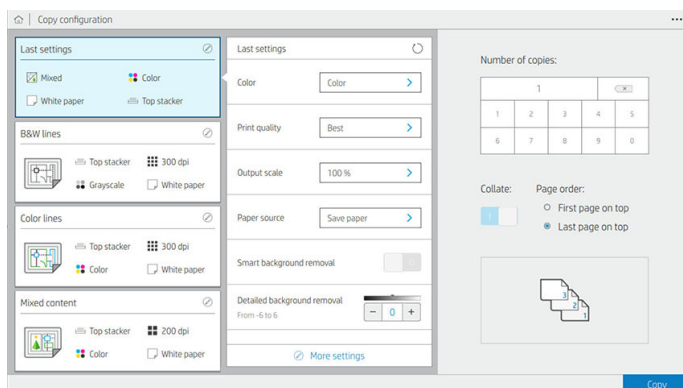 Copy configuration
Last settings
Mixed
Color
White paper
Top stacker
B&W lines
Top stacker
300 dpi
Grayscale
White paper
Color lines
Top stacker
300 dpi
Color
White paper
Mixed content
Top stacker
200 dpi
Color
White paper
Last settings
Color
Color
Print quality
Best
Output scale
100 %
Paper source
Save paper
Smart background removal
Detailed background removal
From -6 to 6
− 0 +
More settings
Number of copies:
1
1 2 3 4 5
6 7 8 9 0
Collate:
Page order:
First page on top
Last page on top
3
2
1
Copy